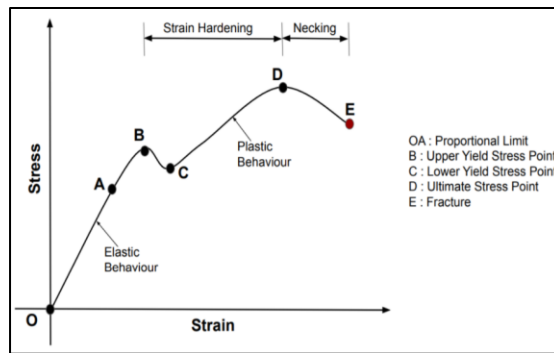 Strain Hardening
Necking
D
E
B
Plastic
Behaviour
C
A
Stress
Elastic
Behaviour
O
Strain
OA : Proportional Limit
B : Upper Yield Stress Point
C : Lower Yield Stress Point
D : Ultimate Stress Point
E : Fracture